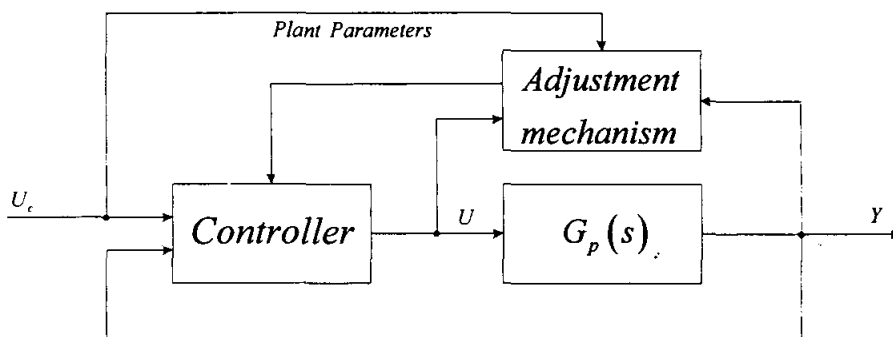 Plant Parameters
Adjustment
mechanism
U_c
Controller
U
G_p(s)
Y